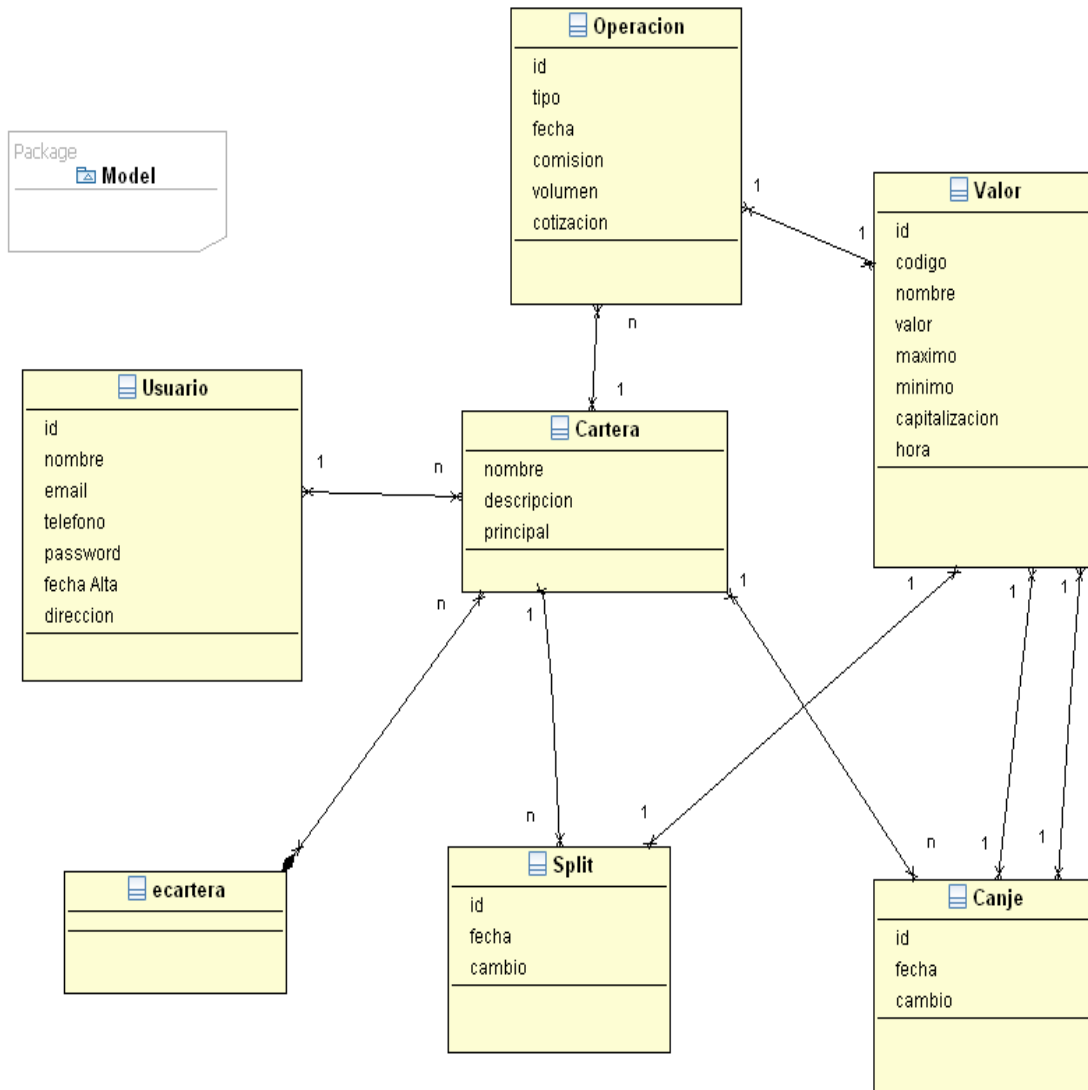 Operacion
id
tipo
fecha
comision
volumen
cotizacion
Package
Model
1
1
Valor
id
codigo
nombre
valor
maximo
minimo
capitalizacion
hora
n
1
Usuario
id
nombre
email
telefono
password
fecha Alta
direccion
1
n
Cartera
nombre
descripcion
principal
n
1
1
1
1
1
n
1
n
1
1
ecartera
Split
id
fecha
cambio
Canje
id
fecha
cambio